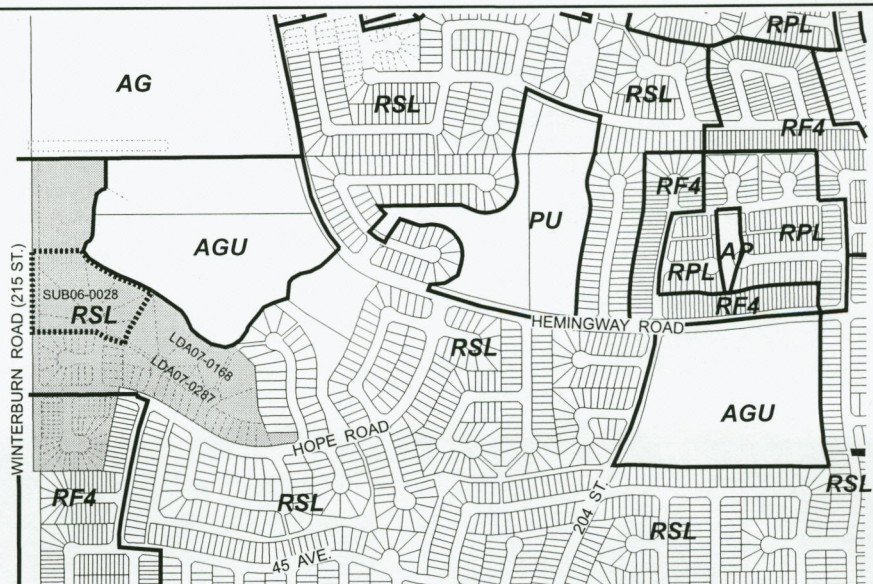 RPL
AG
RSL
RSL
RF4
RF4
PU
AGU
AP
RPL
RPL
SUB06-0028
RSL
RF4
HEMINGWAY ROAD
WINTERBURN ROAD (215 ST.)
LDA07-0168
LDA07-0287
RSL
AGU
HOPE ROAD
RSL
RSL
RF4
RSL
204 ST.
45 AVE.